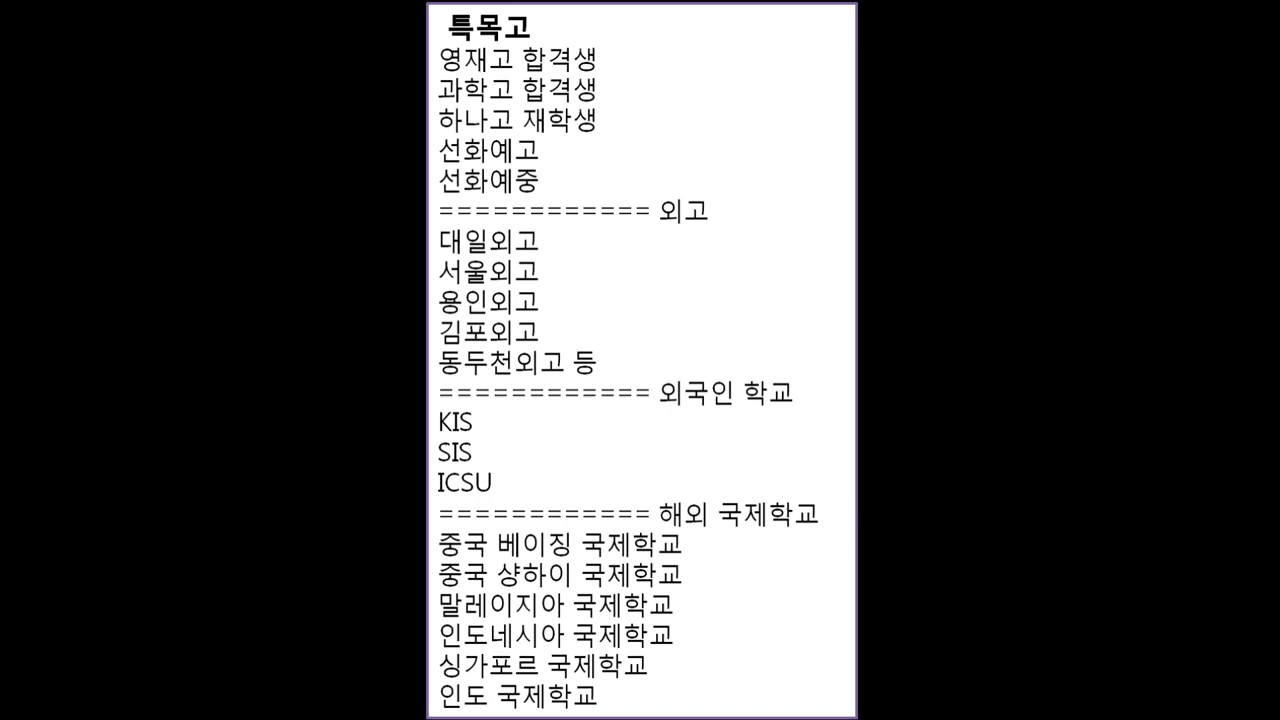 특목고
영재고 합격생
과학고 합격생
하나고 재학생
선화예고
선화예중
============ 외고
대일외고
서울외고
용인외고
김포외고
동두천외고 등
============ 외국인 학교
KIS
SIS
ICSU
============ 해외 국제학교
중국 베이징 국제학교
중국 샹하이 국제학교
말레이지아 국제학교
인도네시아 국제학교
싱가포르 국제학교
인도 국제학교